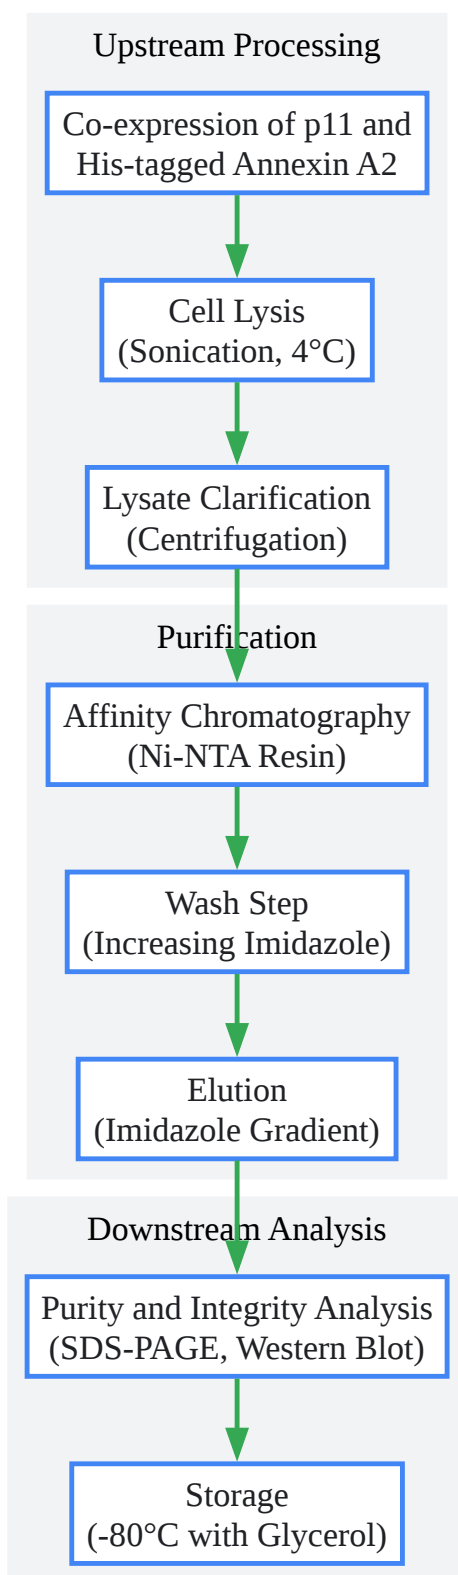 Upstream Processing
Co-expression of p11 and
His-tagged Annexin A2
Cell Lysis
(Sonication, 4°C)
Lysate Clarification
(Centrifugation)
Purification
Affinity Chromatography
(Ni-NTA Resin)
Wash Step
(Increasing Imidazole)
Elution
(Imidazole Gradient)
Downstream Analysis
Purity and Integrity Analysis
(SDS-PAGE, Western Blot)
Storage
(-80°C with Glycerol)